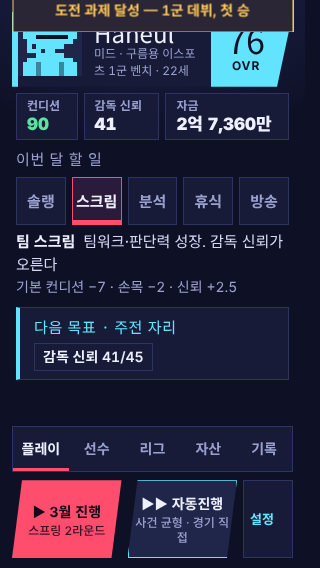 도전 과제 달성 — 1군 데뷔, 첫 승
Haneul
미드 · 구름용 이스포
츠 1군 벤치 · 22세
76
OVR
컨디션
90
감독 신뢰
41
자금
2억 7,360만
이번 달 할 일
솔랭
스크림
분석
휴식
방송
팀 스크림 팀워크·판단력 성장. 감독 신뢰가
오른다
기본 컨디션 −7 · 손목 −2 · 신뢰 +2.5
다음 목표 · 주전 자리
감독 신뢰 41/45
플레이
선수
리그
자산
기록
▶ 3월 진행
스프링 2라운드
▶▶ 자동진행
사건 균형 · 경기 직
접
설정